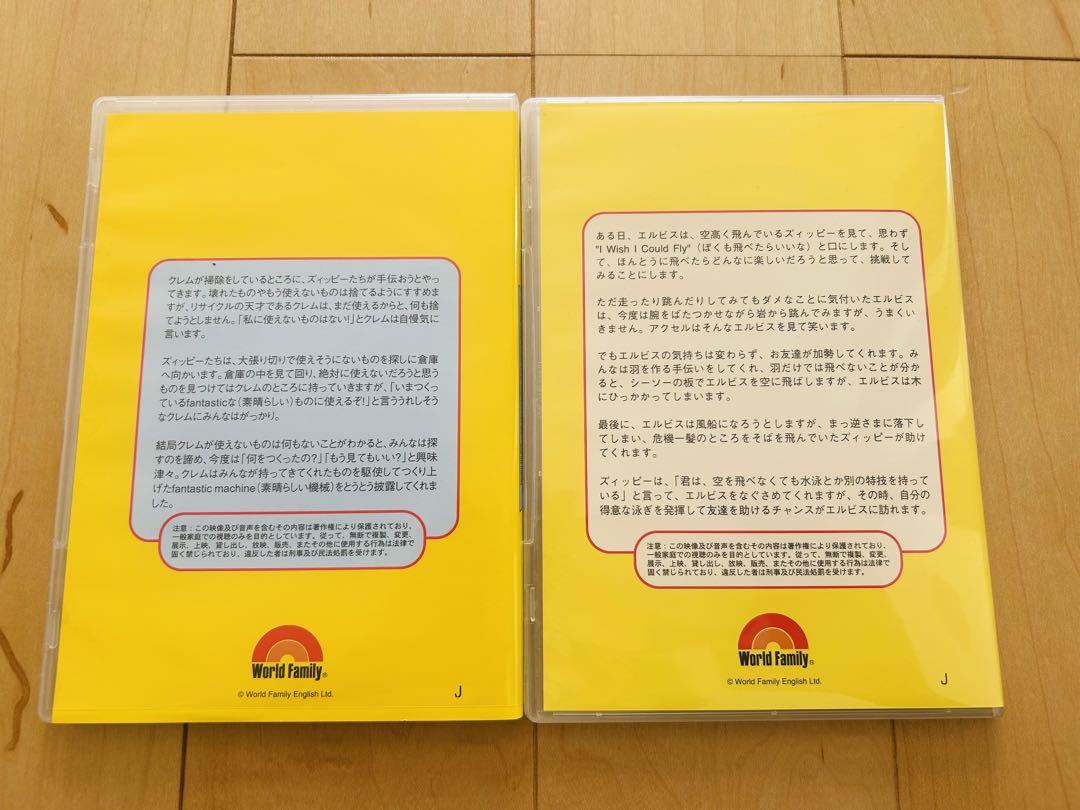 クレムが掃除をしているところに、ズィッピーたちが手伝おうとやっ
てきます。壊れたものやもう使えないものは捨てるようにすすめま
すが、リサイクルの天才であるクレムは、まだ使えるからと、何も捨
てようとしません。「私に使えないものはない!」とクレムは自慢気に
言います。
ズィッピーたちは、大張り切りで使えそうにないものを探しに倉庫
へ向かいます。倉庫の中を見て回り、絶対に使えないだろうと思う
ものを見つけてはクレムのところに持っていきますが、「いまつくっ
ているfantasticな(素晴らしい)ものに使えるぞ!」と言ううれしそう
なクレムにみんなはがっかり。
結局クレムが使えないものは何もないことがわかると、みんなは探
すのを諦め、今度は「何をつくったの?」「もう見てもいい?」と興味
津々。クレムはみんなが持ってきてくれたものを駆使してつくり上
げたfantastic machine(素晴らしい機械)をとうとう披露してくれま
した。
注意：この映像及び音声を含むその内容は著作権により保護されており、
一般家庭での視聴のみを目的としています。従って、無断で複製、変更、
展示、上映、貸し出し、放映、販売、またその他に使用する行為は法律で
固く禁じられており、違反した者は刑事及び民法処罰を受けます。
World Family®
© World Family English Ltd.
J
ある日、エルビスは、空高く飛んでいるズィッピーを見て、思わず
"I Wish I Could Fly"（ぼくも飛べたらいいな）と口にします。そし
て、ほんとうに飛べたらどんなに楽しいだろうと思って、挑戦して
みることにします。
ただ走ったり跳んだりしてみてもダメなことに気付いたエルビス
は、今度は腕をばたつかせながら岩から跳んでみますが、うまくい
きません。アクセルはそんなエルビスを見て笑います。
でもエルビスの気持ちは変わらず、お友達が加勢してくれます。み
んなは羽を作る手伝いをしてくれ、羽だけでは飛べないことが分か
ると、シーソーの板でエルビスを空に飛ばしますが、エルビスは木
にひっかかってしまいます。
最後に、エルビスは風船になろうとしますが、まっ逆さまに落下し
てしまい、危機一髪のところをそばを飛んでいたズィッピーが助け
てくれます。
ズィッピーは、「君は、空を飛べなくても水泳とか別の特技を持って
いる」と言って、エルビスをなぐさめてくれますが、その時、自分の
得意な泳ぎを発揮して友達を助けるチャンスがエルビスに訪れます。
注意：この映像及び音声を含むその内容は著作権により保護されており、
一般家庭での視聴のみを目的としています。従って、無断で複製、変更、
展示、上映、貸し出し、放映、販売、またその他に使用する行為は法律で
固く禁じられており、違反した者は刑事及び民法処罰を受けます。
World Family®
© World Family English Ltd.
J